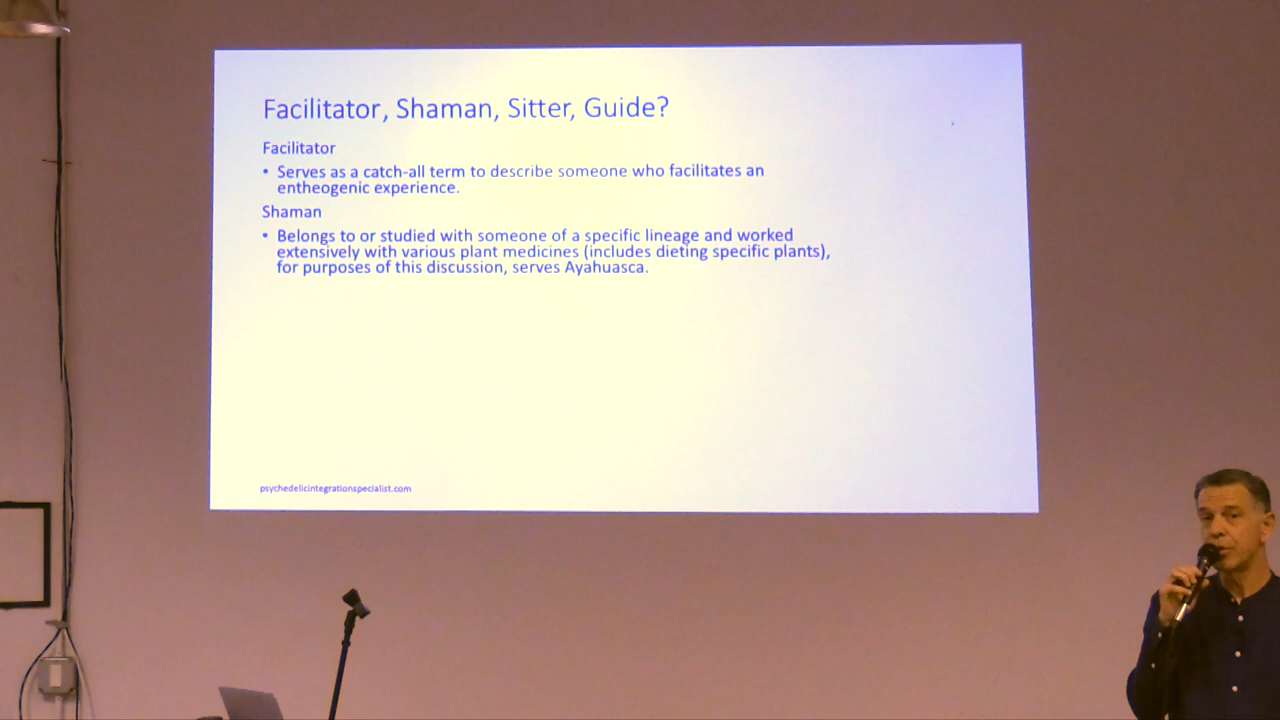 Facilitator, Shaman, Sitter, Guide?
Facilitator
• Serves as a catch-all term to describe someone who facilitates an
entheogenic experience.
Shaman
• Belongs to or studied with someone of a specific lineage and worked
extensively with various plant medicines (includes dieting specific plants),
for purposes of this discussion, serves Ayahuasca.
psychedelicintegrationspecialist.com